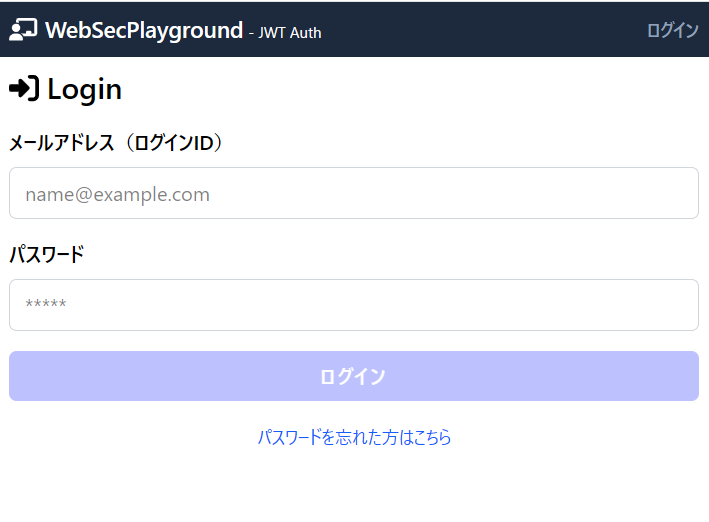 WebSecPlayground - JWT Auth ログイン
Login
メールアドレス（ログインID）
name@example.com
パスワード
*****
ログイン
パスワードを忘れた方はこちら